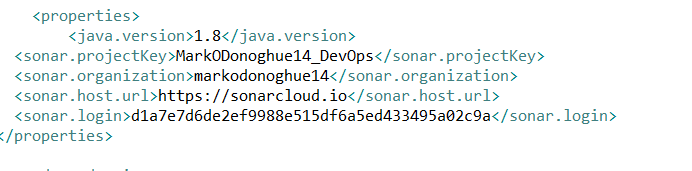 <properties>
<java.version>1.8</java.version>
<sonar.projectKey>MarkODonoghue14_DevOps</sonar.projectKey>
<sonar.organization>markodonoghue14</sonar.organization>
<sonar.host.url>https://sonarcloud.io</sonar.host.url>
<sonar.login>d1a7e7d6de2ef9988e515df6a5ed433495a02c9a</sonar.login>
</properties>